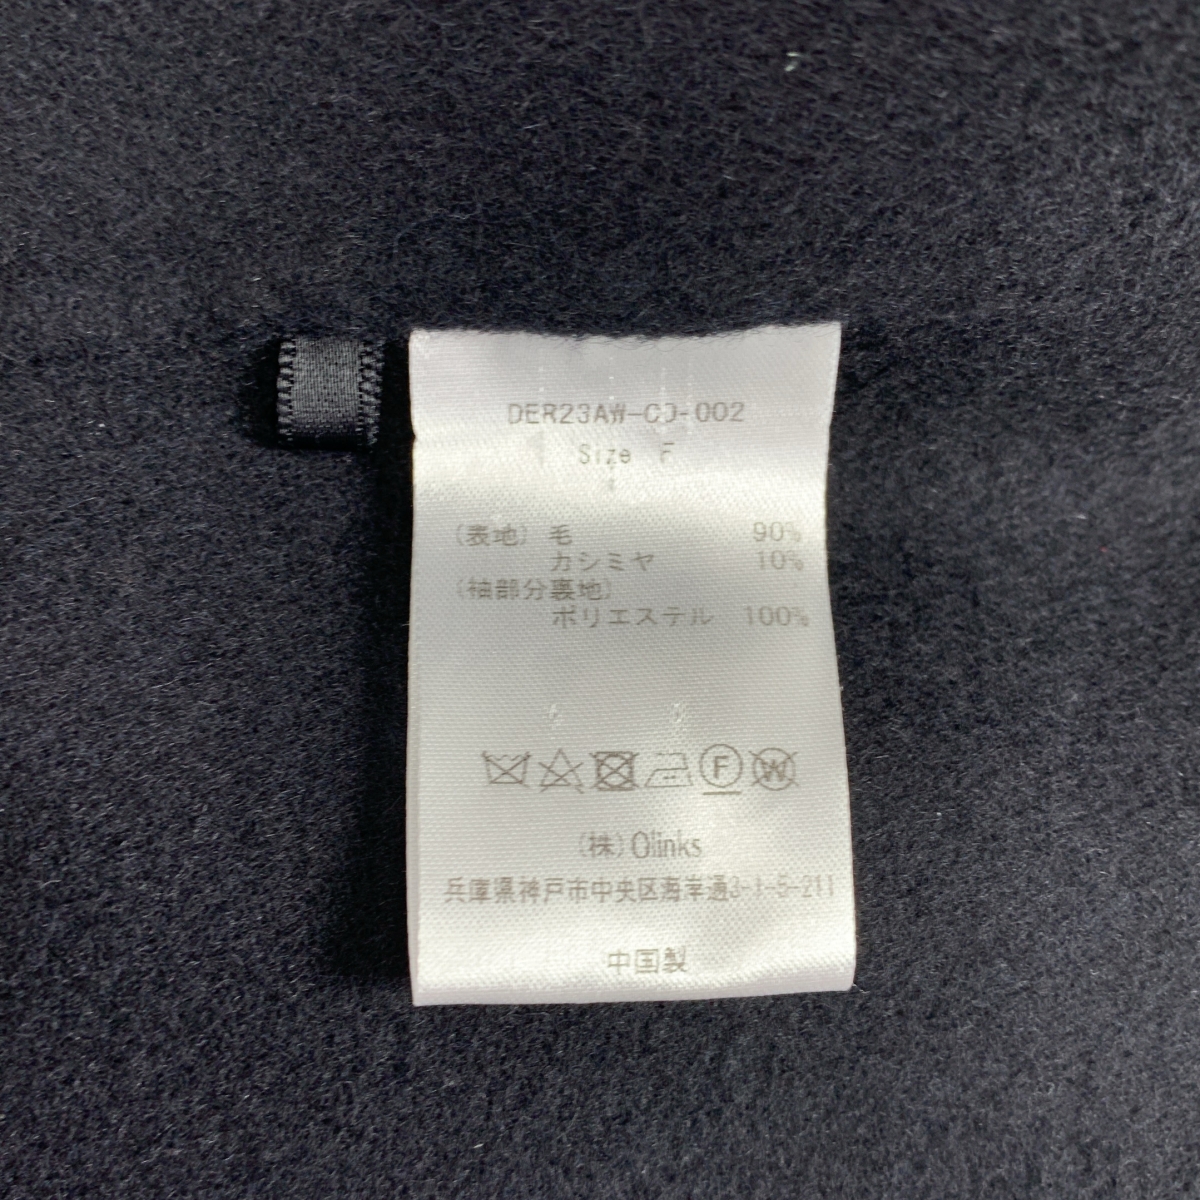 DER23AW-CO-002
Size F
(表地) 毛 90%
カシミヤ 10%
(袖部分裏地)
ポリエステル 100%
F W
(株) Olinks
兵庫県神戸市中央区海岸通3-1-5-211
中国製